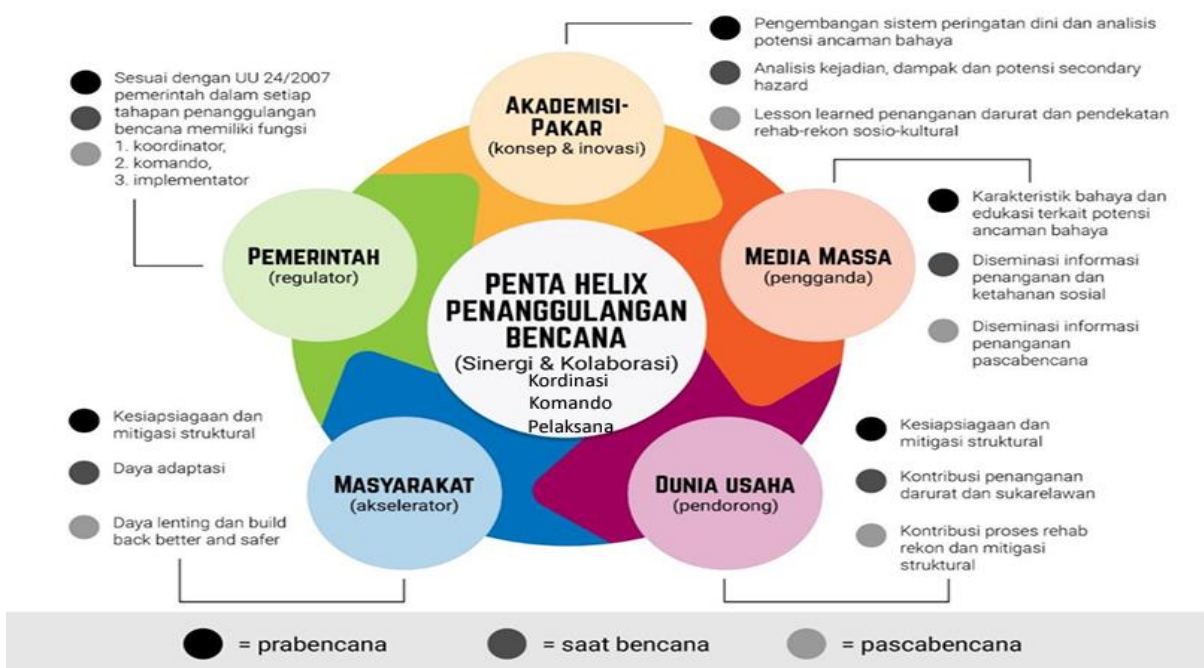 Pengembangan sistem peringatan dini dan analisis
potensi ancaman bahaya
Analisis kejadian, dampak dan potensi secondary
hazard
Lesson learned penanganan darurat dan pendekatan
rehab-rekon sosio-kultural
Sesuai dengan UU 24/2007
pemerintah dalam setiap
tahapan penanggulangan
bencana memiliki fungsi
1. koordinator,
2. komando,
3. implementator
AKADEMISI-
PAKAR
(konsep & inovasi)
PEMERINTAH
(regulator)
MEDIA MASSA
(pengganda)
Karakteristik bahaya dan
edukasi terkait potensi
ancaman bahaya
Diseminasi informasi
penanganan dan
ketahanan sosial
Diseminasi informasi
penanganan
pascabencana
PENTA HELIX
PENANGGULANGAN
BENCANA
(Sinergi & Kolaborasi)
Kordinasi
Komando
Pelaksana
Kesiapsiagaan dan
mitigasi struktural
Daya adaptasi
Daya lenting dan build
back better and safer
MASYARAKAT
(akselerator)
DUNIA USAHA
(pendorong)
Kesiapsiagaan dan
mitigasi struktural
Kontribusi penanganan
darurat dan sukarelawan
Kontribusi proses rehab
rekon dan mitigasi
struktural
= prabencana
= saat bencana
= pascabencana